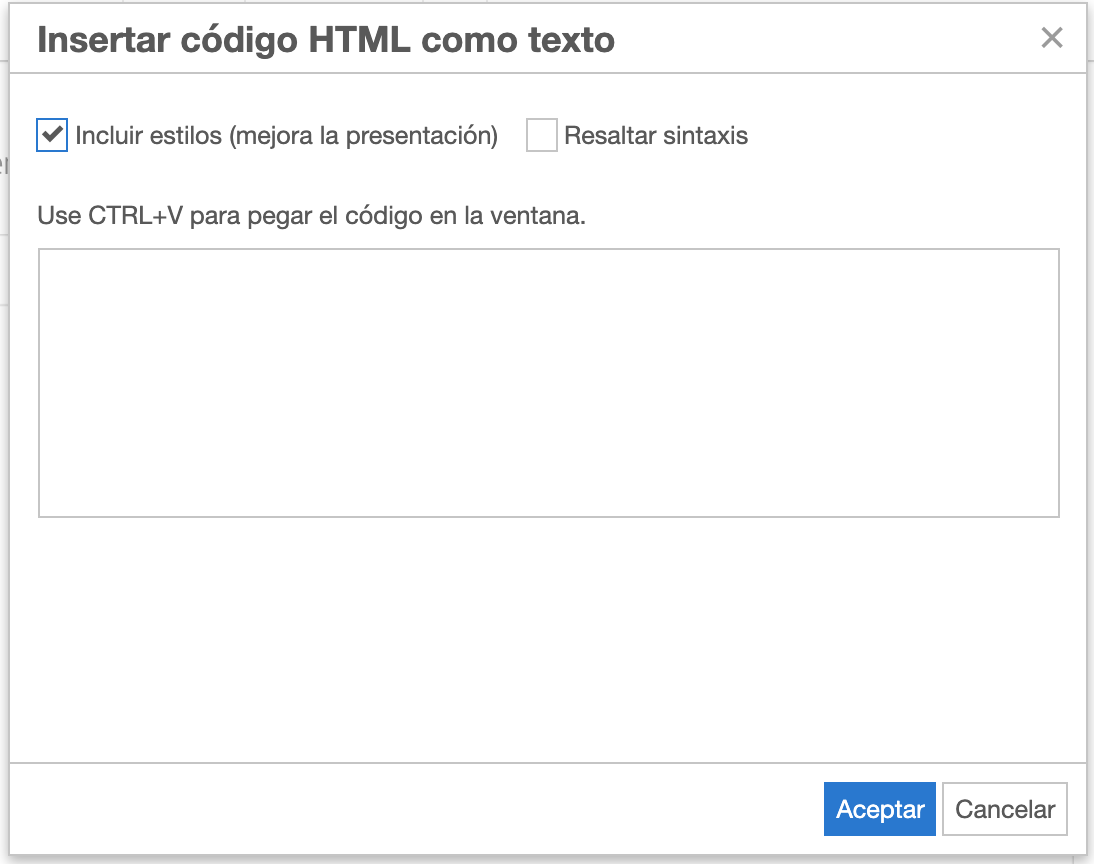 Insertar código HTML como texto
Incluir estilos (mejora la presentación) Resaltar sintaxis
Use CTRL+V para pegar el código en la ventana.
Aceptar Cancelar